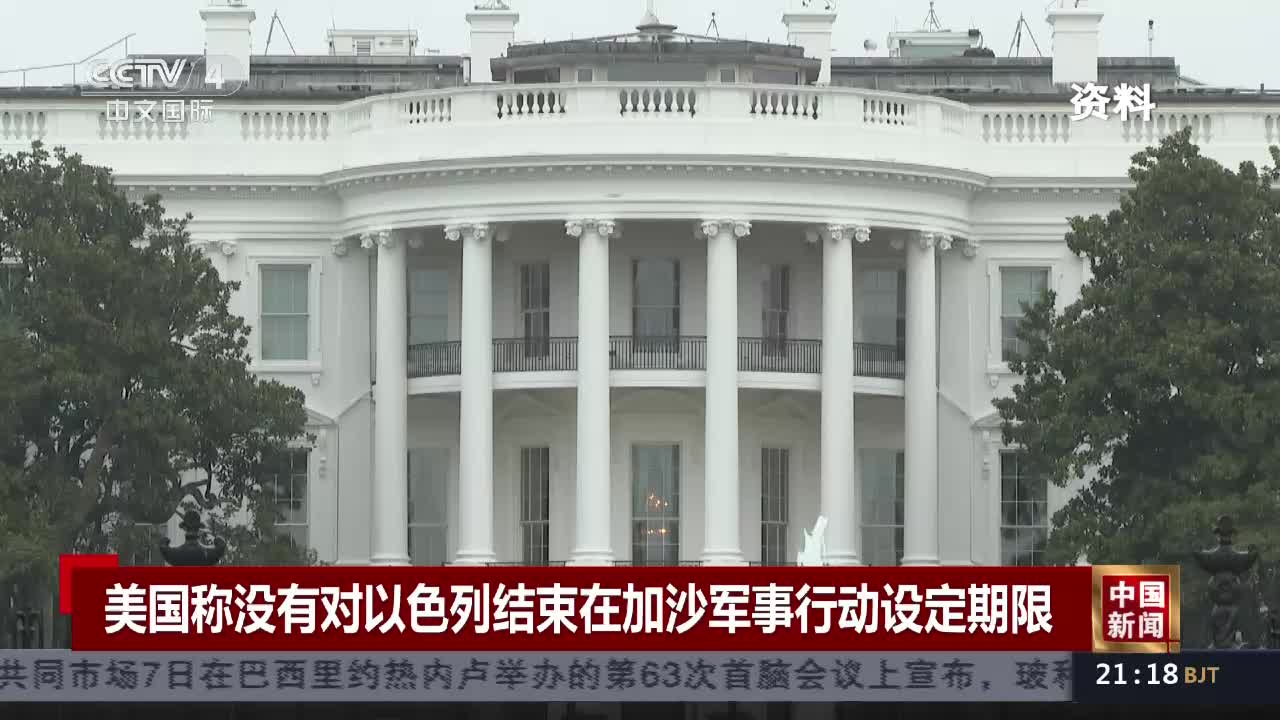 CCTV 4
中文国际
资料
美国称没有对以色列结束在加沙军事行动设定期限
中国
新闻
共同市场7日在巴西里约热内卢举办的第63次首脑会议上宣布，玻利
21:18 BJT